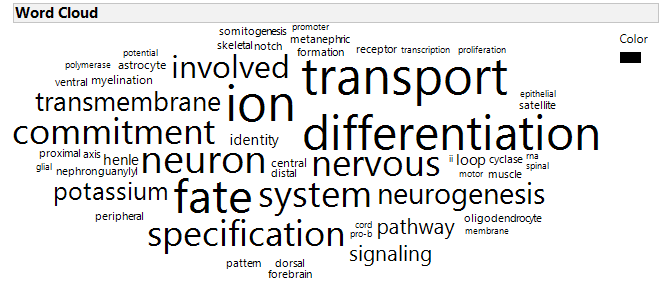 Word Cloud
Color
somitogenesis promoter
skeletal notch metanephric
potential formation receptor transcription proliferation
polymerase astrocyte involved transport
ventral myelination
transmembrane ion epithelial
satellite
commitment identity differentiation
proximal axis henle neuron central nervous ii loop cyclase rna
glial nephron guanylyl distal motor muscle spinal
potassium fate system neurogenesis
peripheral cord pathway oligodendrocyte
specification pro-b membrane
signaling
pattern dorsal
forebrain